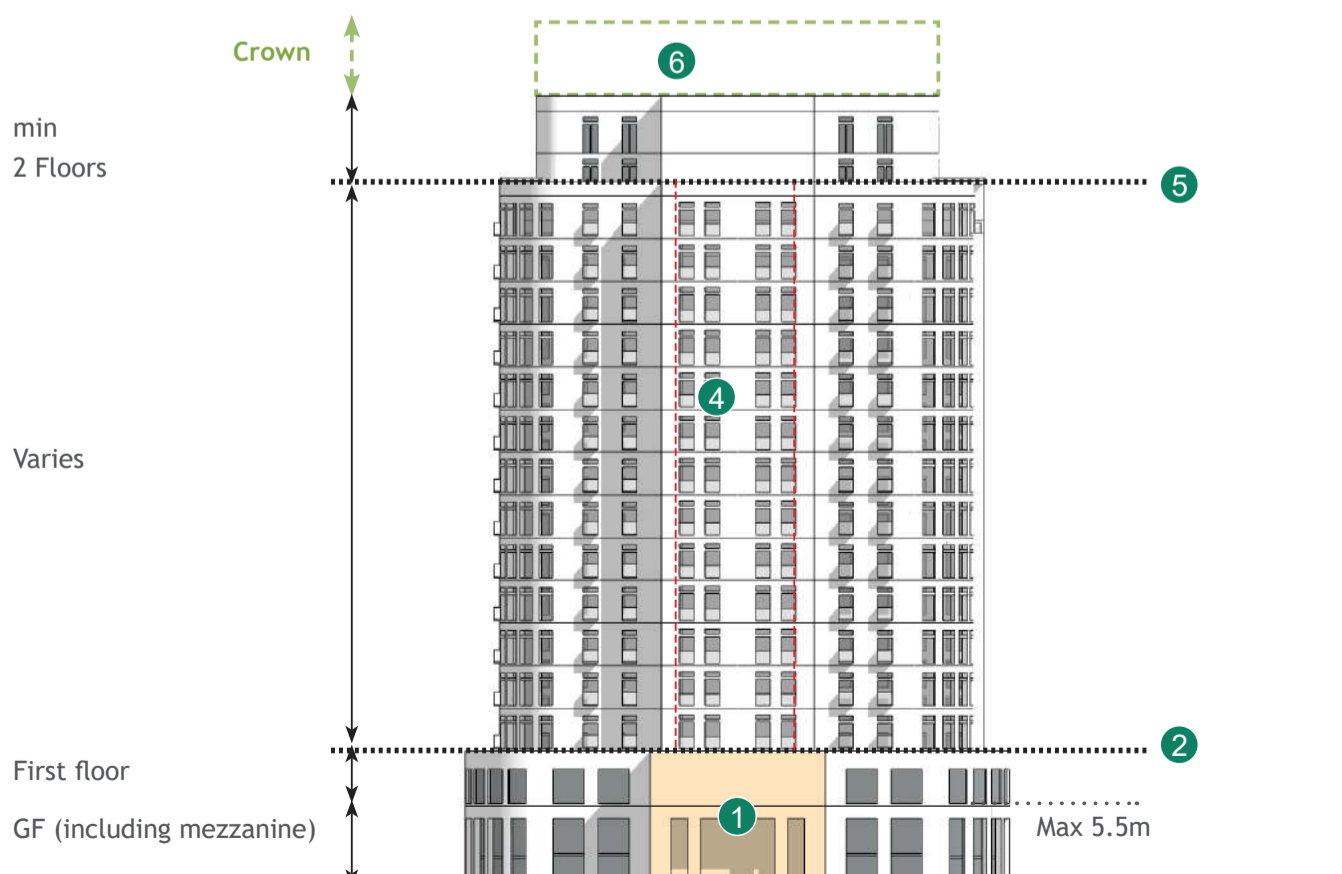 Crown
6
min
2 Floors
5
4
Varies
2
First floor
1
GF (including mezzanine)
Max 5.5m